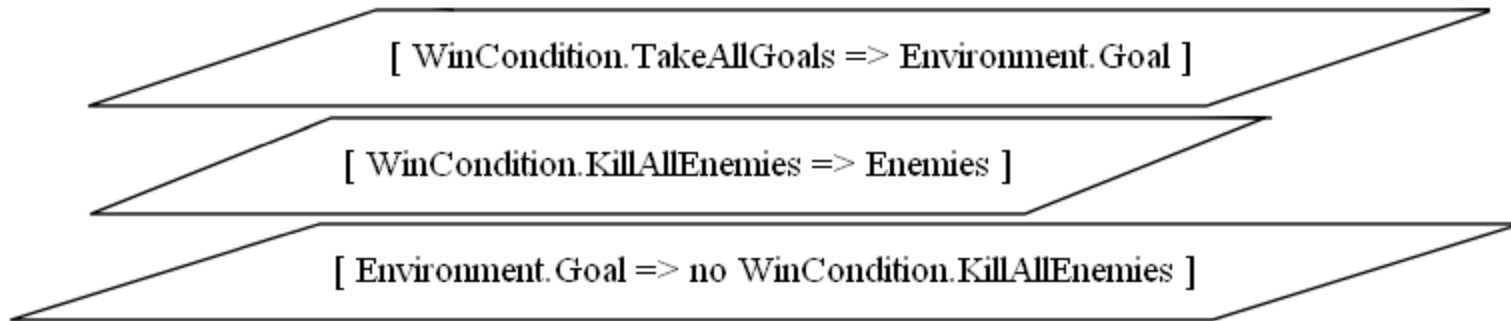 [ WinCondition.TakeAllGoals => Environment.Goal ]
[ WinCondition.KillAllEnemies => Enemies ]
[ Environment.Goal => no WinCondition.KillAllEnemies ]